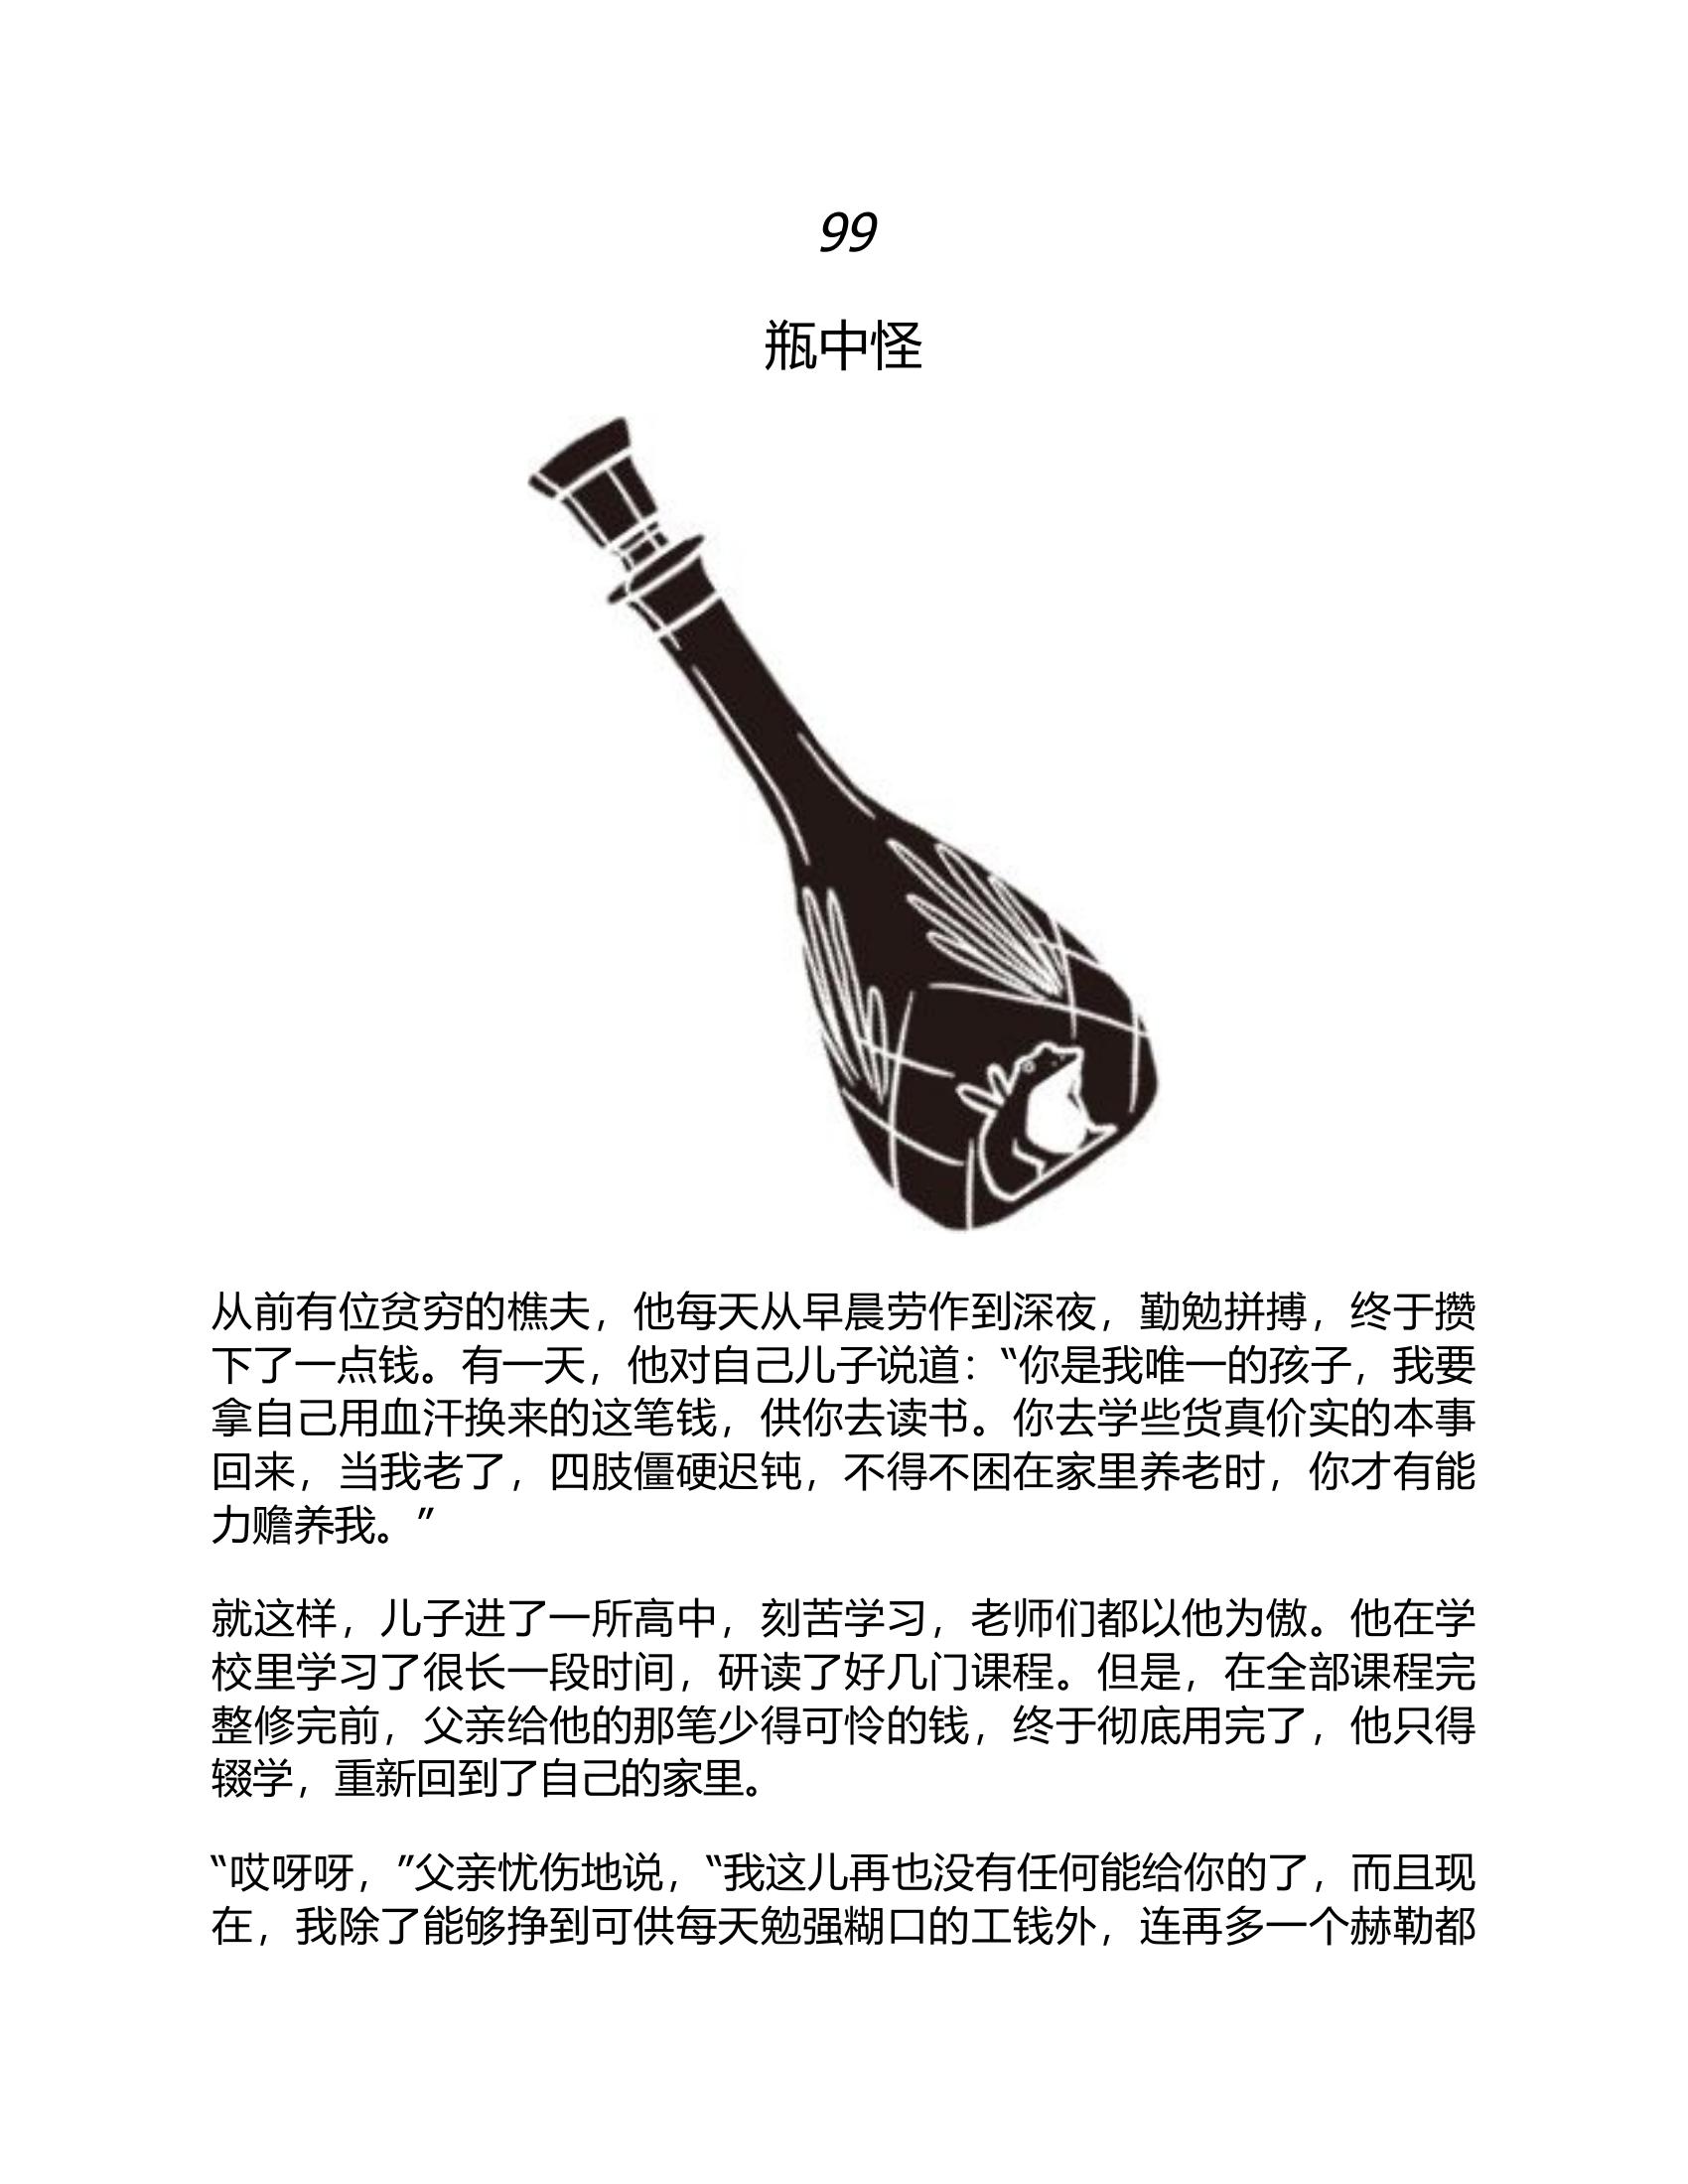 99
瓶中怪
从前有位贫穷的樵夫，他每天从早晨劳作到深夜，勤勉拼搏，终于攒
下了一点钱。有一天，他对自己儿子说道：“你是我唯一的孩子，我要
拿自己用血汗换来的这笔钱，供你去读书。你去学些货真价实的本事
回来，当我老了，四肢僵硬迟钝，不得不困在家里养老时，你才有能
力赡养我。”
就这样，儿子进了一所高中，刻苦学习，老师们都以他为傲。他在学
校里学习了很长一段时间，研读了好几门课程。但是，在全部课程完
整修完前，父亲给他的那笔少得可怜的钱，终于彻底用完了，他只得
辍学，重新回到了自己的家里。
“哎呀呀，”父亲忧伤地说，“我这儿再也没有任何能给你的了，而且现
在，我除了能够挣到可供每天勉强糊口的工钱外，连再多一个赫勒都